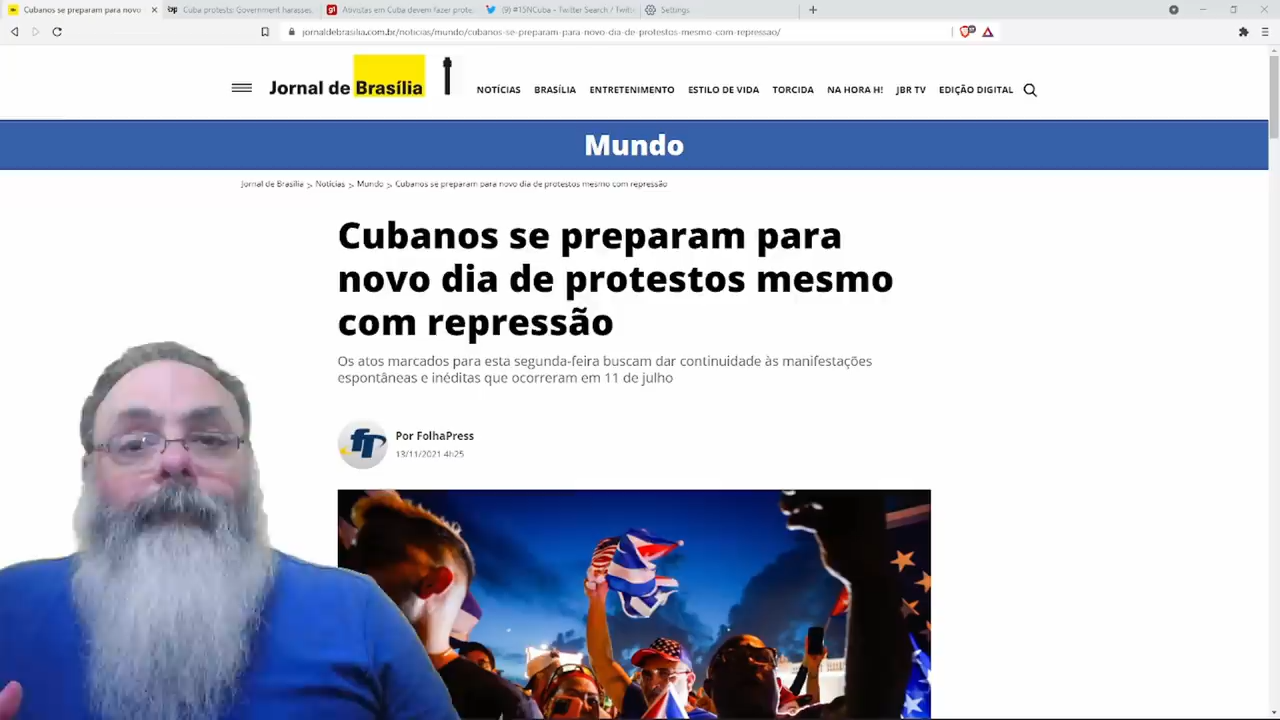 Cubanos se preparam para novo
Cuba protests: Government harasses,
Ativistas em Cuba devem fazer prote
(9) #15NCuba - Twitter Search / Twitt
Settings
jornaldebrasilia.com.br/noticias/mundo/cubanos-se-preparam-para-novo-dia-de-protestos-mesmo-com-repressao/
Jornal de Brasília
NOTÍCIAS BRASÍLIA ENTRETENIMENTO ESTILO DE VIDA TORCIDA NA HORA H! JBR TV EDIÇÃO DIGITAL
Mundo
Jornal de Brasília > Notícias > Mundo > Cubanos se preparam para novo dia de protestos mesmo com repressão
Cubanos se preparam para
novo dia de protestos mesmo
com repressão
Os atos marcados para esta segunda-feira buscam dar continuidade às manifestações
espontâneas e inéditas que ocorreram em 11 de julho
Por FolhaPress
13/11/2021 4h25